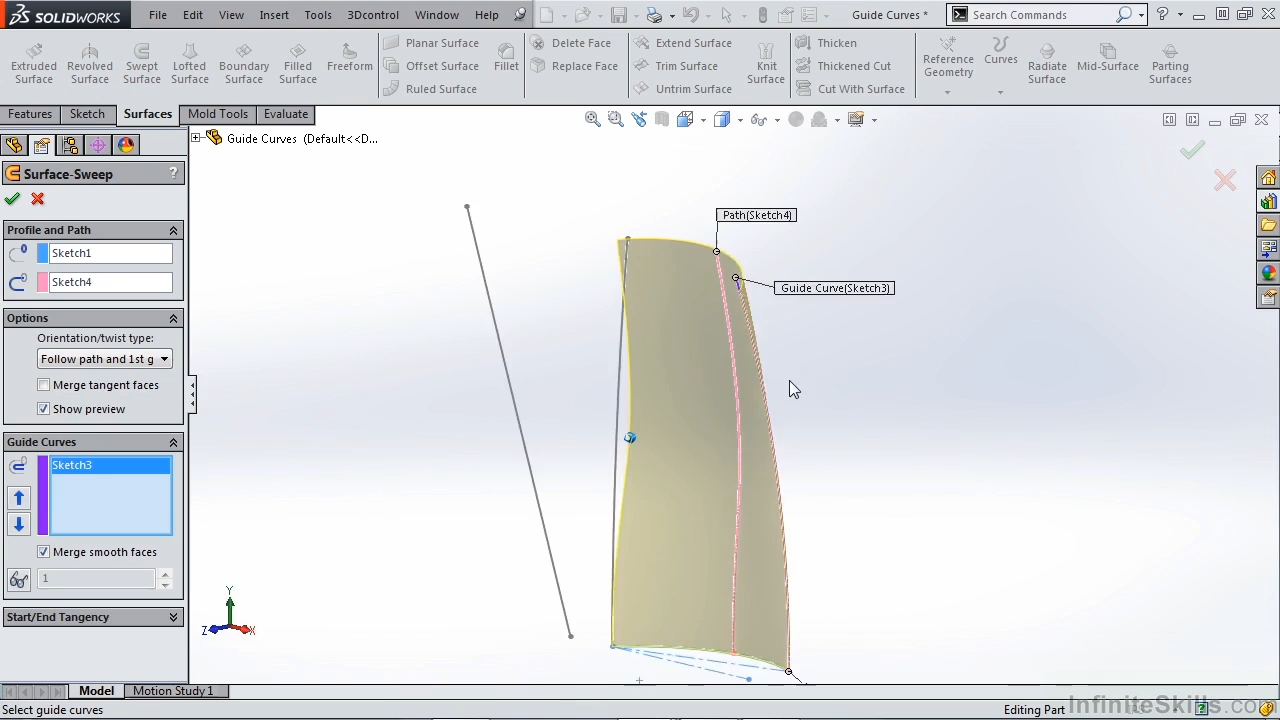 SOLIDWORKS File Edit View Insert Tools 3Dcontrol Window Help Guide Curves * Search Commands ?
Extruded Surface
Revolved Surface
Swept Surface
Lofted Surface
Boundary Surface
Filled Surface
Freeform
Planar Surface
Offset Surface
Ruled Surface
Fillet
Delete Face
Replace Face
Extend Surface
Trim Surface
Untrim Surface
Knit Surface
Thicken
Thickened Cut
Cut With Surface
Reference Geometry
Curves
Radiate Surface
Mid-Surface
Parting Surfaces
Features Sketch Surfaces Mold Tools Evaluate
Guide Curves (Default<<D...
Surface-Sweep ?
Profile and Path
Sketch1
Sketch4
Options
Orientation/twist type:
Follow path and 1st g
Merge tangent faces
Show preview
Guide Curves
Sketch3
Merge smooth faces
1
Start/End Tangency
Path(Sketch4)
Guide Curve(Sketch3)
Y
Z
X
Model Motion Study 1
Select guide curves
Editing Part
InfiniteSkills.com